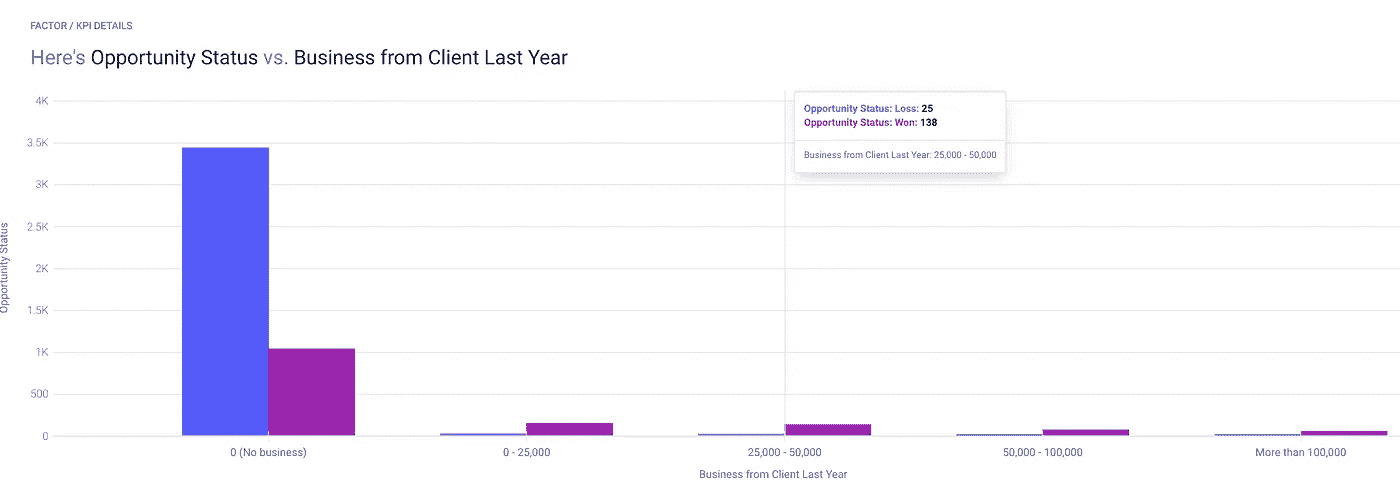 FACTOR / KPI DETAILS
Here's Opportunity Status vs. Business from Client Last Year
4K
3.5K
3K
2.5K
2K
1.5K
1K
500
0
Opportunity Status
Opportunity Status: Loss: 25
Opportunity Status: Won: 138
Business from Client Last Year: 25,000 - 50,000
0 (No business)
0 - 25,000
25,000 - 50,000
50,000 - 100,000
More than 100,000
Business from Client Last Year